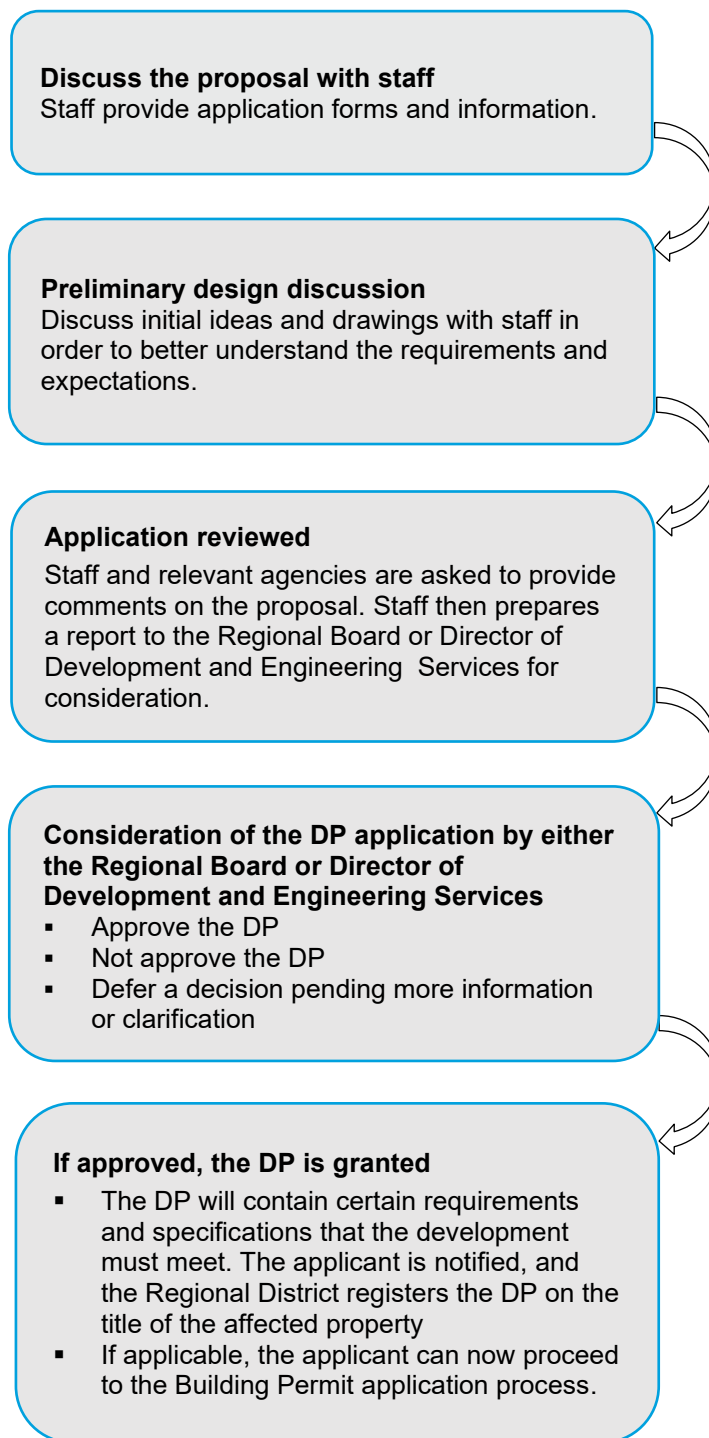 Discuss the proposal with staff
Staff provide application forms and information.
Preliminary design discussion
Discuss initial ideas and drawings with staff in
order to better understand the requirements and
expectations.
Application reviewed
Staff and relevant agencies are asked to provide
comments on the proposal. Staff then prepares
a report to the Regional Board or Director of
Development and Engineering  Services for
consideration.
Consideration of the DP application by either
the Regional Board or Director of
Development and Engineering Services
▪ Approve the DP
▪ Not approve the DP
▪ Defer a decision pending more information
or clarification
If approved, the DP is granted
▪ The DP will contain certain requirements
and specifications that the development
must meet. The applicant is notified, and
the Regional District registers the DP on the
title of the affected property
▪ If applicable, the applicant can now proceed
to the Building Permit application process.